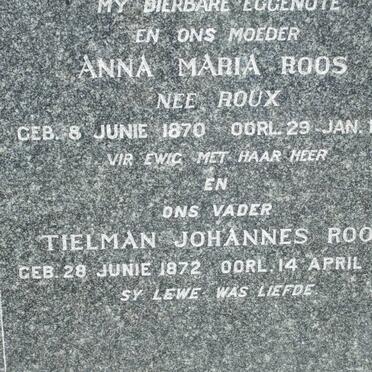 MY DIERBARE EGGENOTE
EN ONS MOEDER
ANNA MARIA ROOS
NEE ROUX
GEB. 8 JUNIE 1870 OORL. 29 JAN. 1
VIR EWIG MET HAAR HEER
EN
ONS VADER
TIELMAN JOHANNES ROO
GEB. 28 JUNIE 1872 OORL. 14 APRIL
SY LEWE WAS LIEFDE